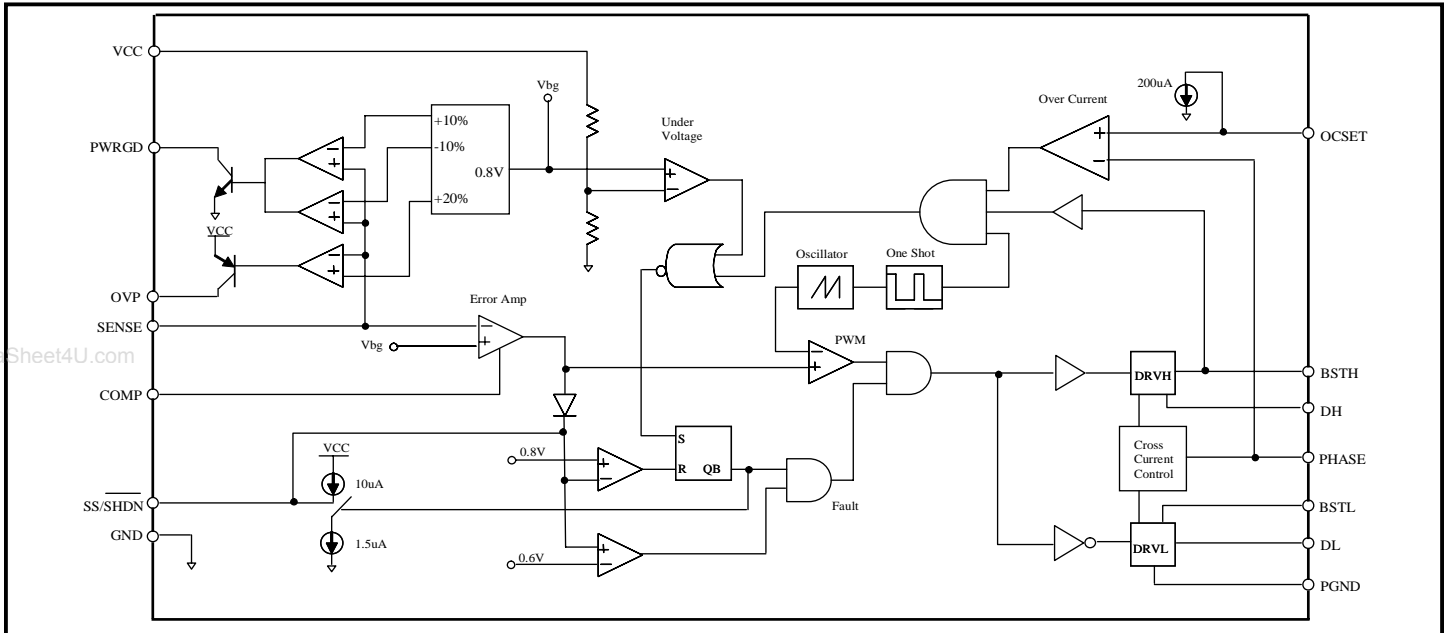 VCC
Vbg
200uA
Over Current
Under
Voltage
+10%
-10%
0.8V
+20%
PWRGD
OCSET
VCC
Oscillator
One Shot
OVP
Error Amp
SENSE
Vbg
PWM
aSheet4U.com
COMP
DRVH
BSTH
DH
S
R QB
0.8V
Cross
Current
Control
PHASE
VCC
10uA
SS/SHDN
Fault
BSTL
GND
1.5uA
0.6V
DRVL
DL
PGND